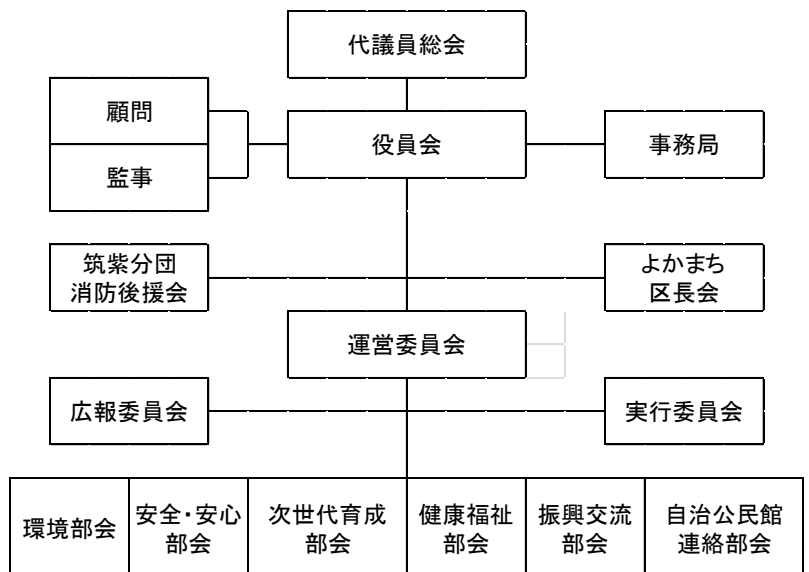 代議員総会
顧問
役員会
事務局
監事
筑紫分団
消防後援会
よかまち
区長会
運営委員会
広報委員会
実行委員会
環境部会
安全・安心
部会
次世代育成
部会
健康福祉
部会
振興交流
部会
自治公民館
連絡部会